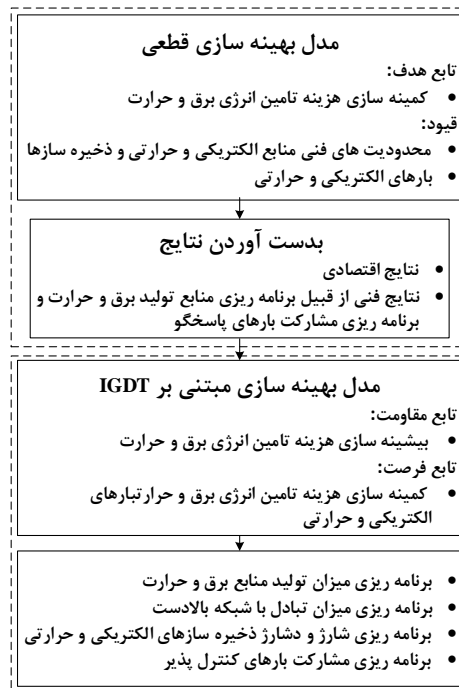 مدل بهینه سازی قطعی
تابع هدف:
• کمینه سازی هزینه تامین انرژی برق و حرارت
قیود:
• محدودیت های فنی منابع الکتریکی و حرارتی و ذخیره سازها
• بارهای الکتریکی و حرارتی
بدست آوردن نتایج
• نتایج اقتصادی
• نتایج فنی از قبیل برنامه ریزی منابع تولید برق و حرارت و
برنامه ریزی مشارکت بارهای پاسخگو
مدل بهینه سازی مبتنی بر IGDT
تابع مقاومت:
• بیشینه سازی هزینه تامین انرژی برق و حرارت
تابع فرصت:
• کمینه سازی هزینه تامین انرژی برق و حرارتبارهای
الکتریکی و حرارتی
• برنامه ریزی میزان تولید منابع برق و حرارت
• برنامه ریزی میزان تبادل با شبکه بالادست
• برنامه ریزی شارژ و دشارژ ذخیره سازهای الکتریکی و حرارتی
• برنامه ریزی مشارکت بارهای کنترل پذیر